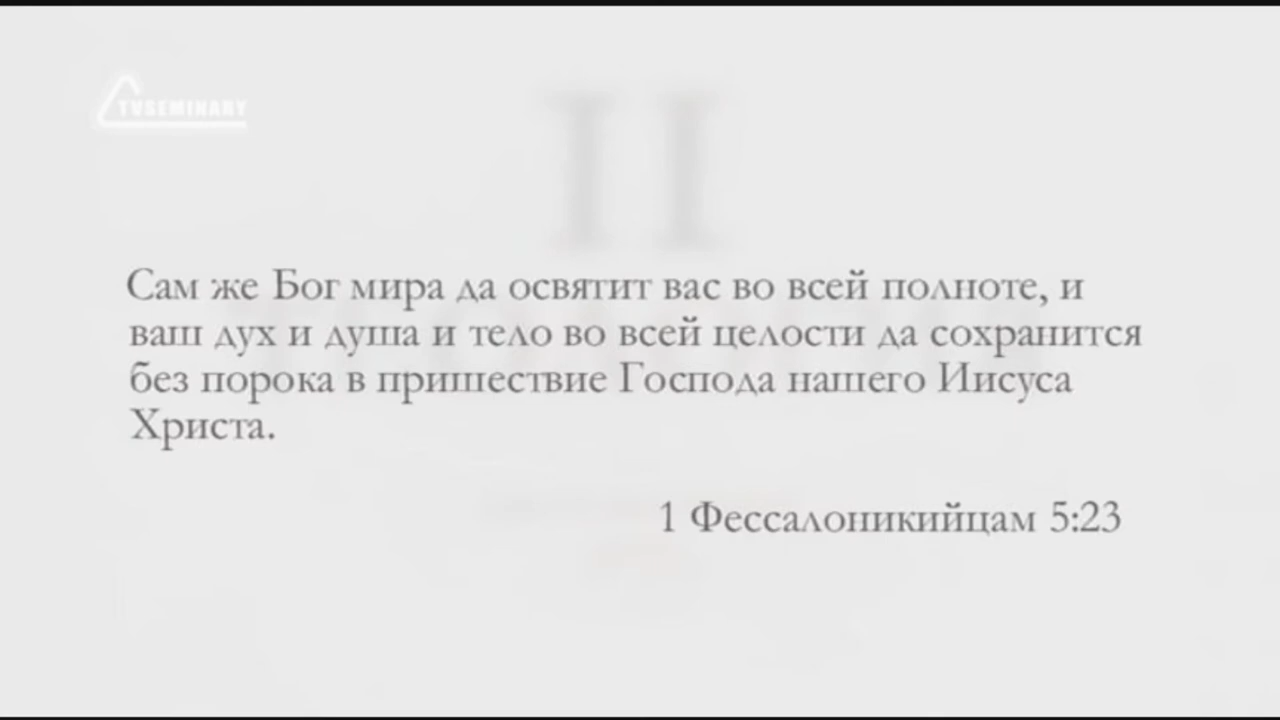 TVSEMINARY
II
Сам же Бог мира да освятит вас во всей полноте, и
ваш дух и душа и тело во всей целости да сохранится
без порока в пришествие Господа нашего Иисуса
Христа.
1 Фессалоникийцам 5:23